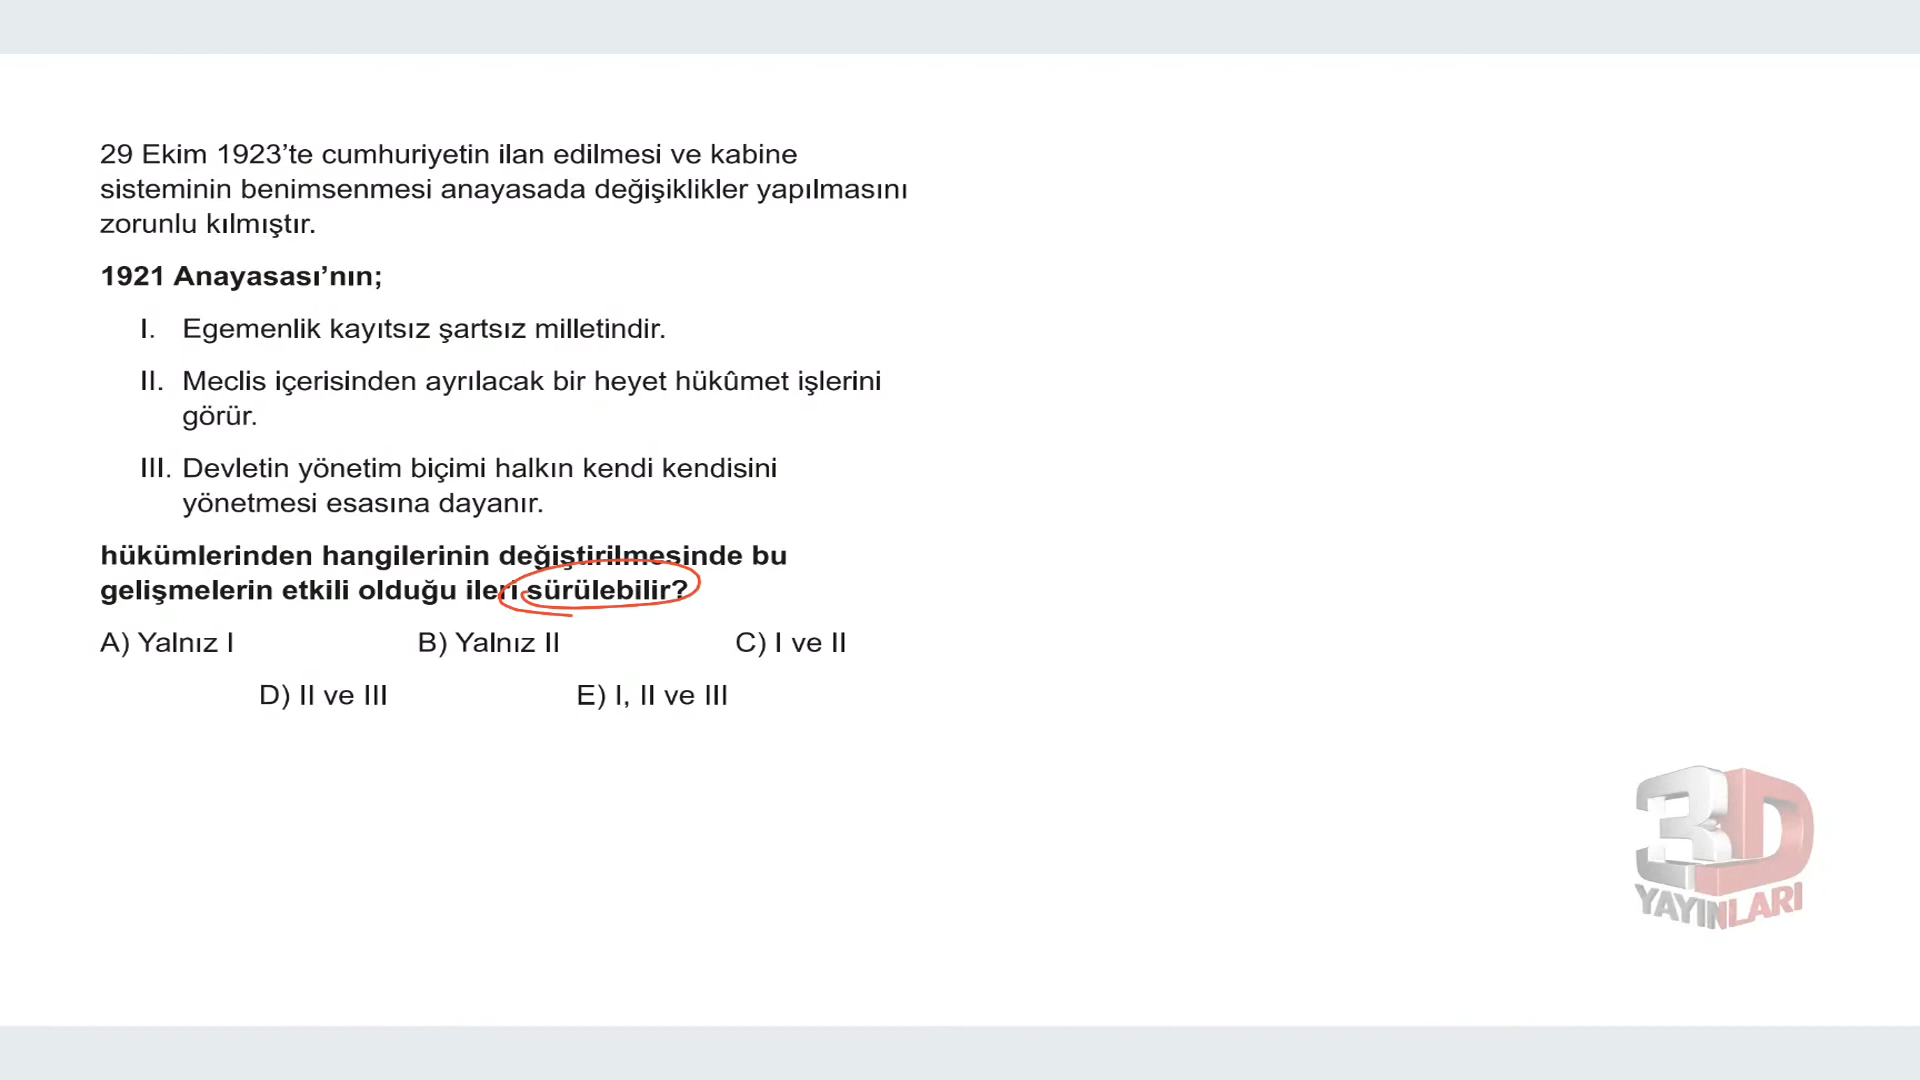 29 Ekim 1923’te cumhuriyetin ilan edilmesi ve kabine
sisteminin benimsenmesi anayasada değişiklikler yapılmasını
zorunlu kılmıştır.
1921 Anayasası’nın;
I. Egemenlik kayıtsız şartsız milletindir.
II. Meclis içerisinden ayrılacak bir heyet hükûmet işlerini
görür.
III. Devletin yönetim biçimi halkın kendi kendisini
yönetmesi esasına dayanır.
hükümlerinden hangilerinin değiştirilmesinde bu
gelişmelerin etkili olduğu ileri sürülebilir?
A) Yalnız I B) Yalnız II C) I ve II
D) II ve III E) I, II ve III
3D
YAYINLARI